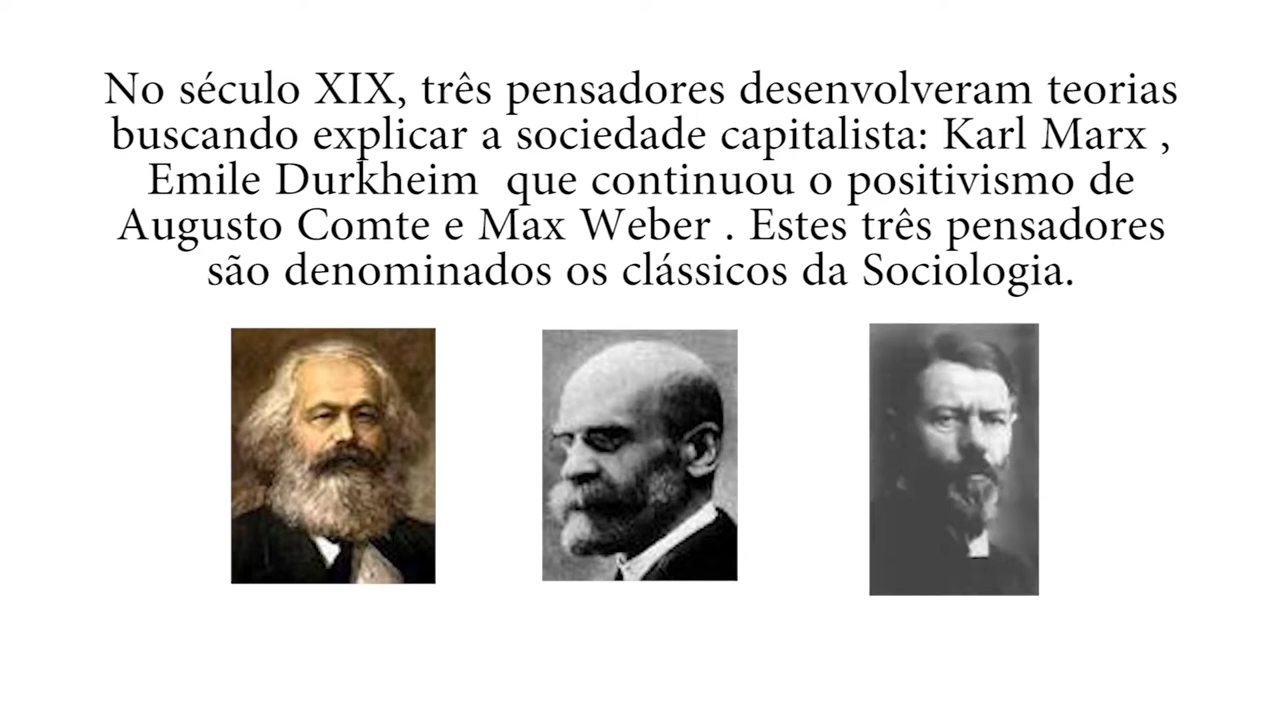 No século XIX, três pensadores desenvolveram teorias
buscando explicar a sociedade capitalista: Karl Marx ,
Emile Durkheim  que continuou o positivismo de
Augusto Comte e Max Weber . Estes três pensadores
são denominados os clássicos da Sociologia.